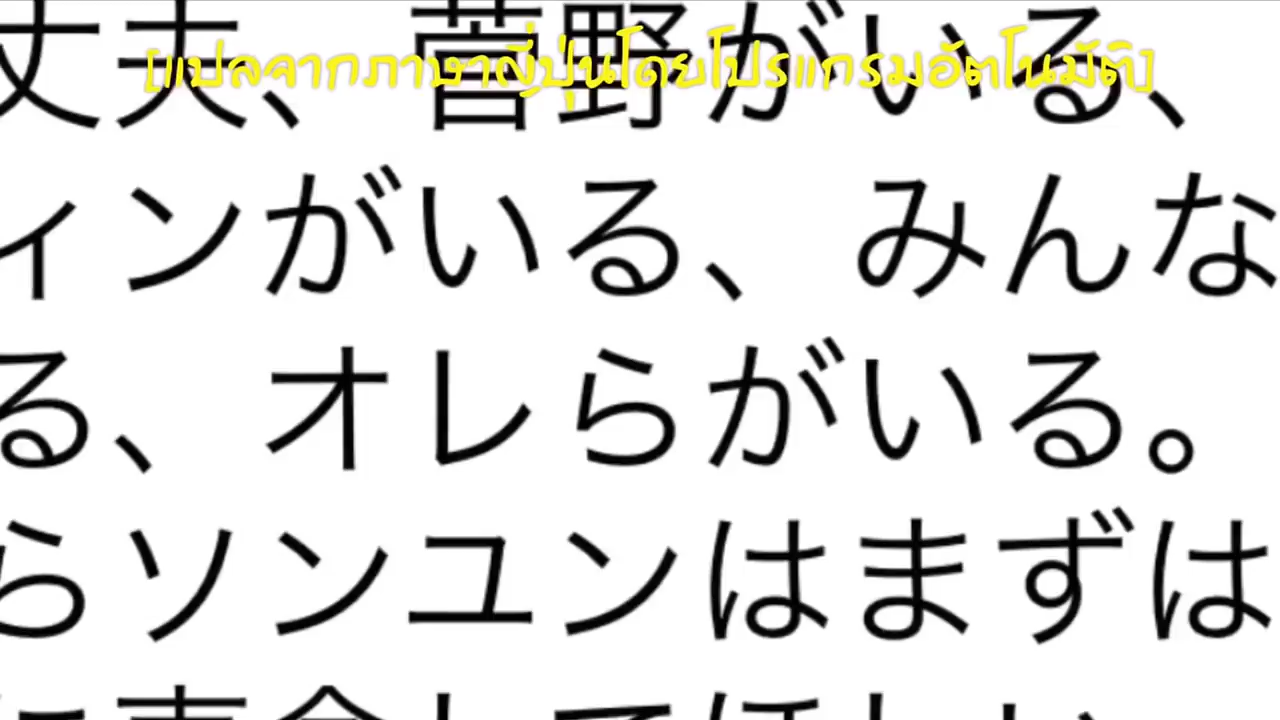 丈夫、菅野がいる、
[แปลจากภาษาญี่ปุ่นโดยโปรแกรมอัตโนมัติ]
ィンがいる、みんな
る、オレらがいる。
らソンユンはまずは